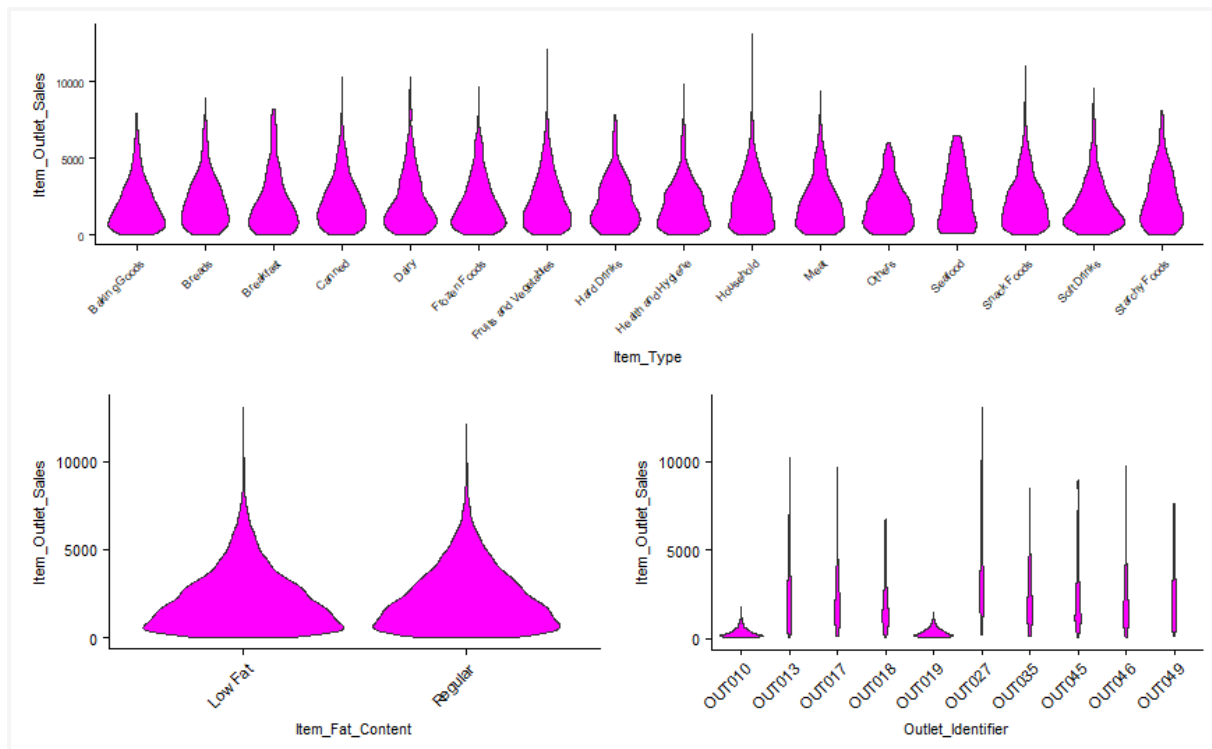 Item_Outlet_Sales
10000
5000
0
Baking Goods
Breads
Breakfast
Canned
Dairy
Frozen Foods
Fruits and Vegetables
Hard Drinks
Health and Hygiene
Household
Meat
Others
Seafood
Snack Foods
Soft Drinks
Starchy Foods
Item_Type
Item_Outlet_Sales
10000
5000
0
Low Fat
Regular
Item_Fat_Content
Item_Outlet_Sales
10000
5000
0
OUT010
OUT013
OUT017
OUT018
OUT019
OUT027
OUT035
OUT045
OUT046
OUT049
Outlet_Identifier